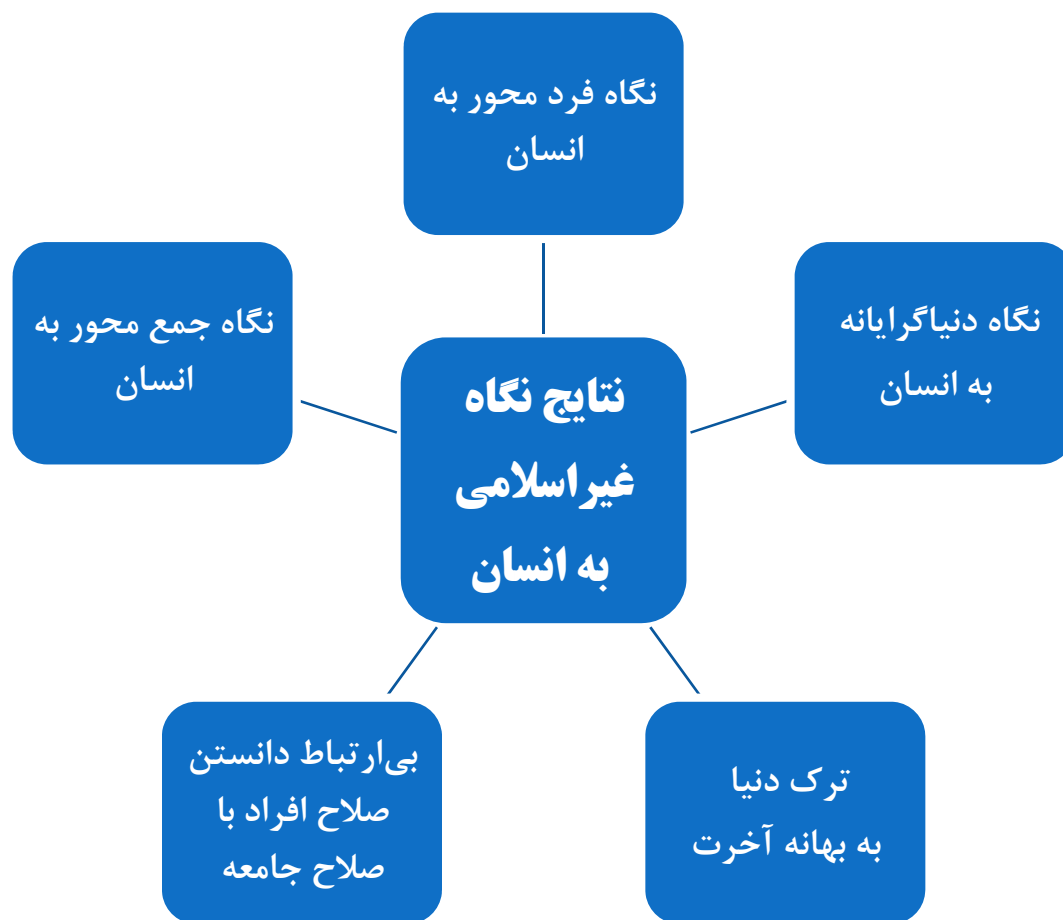 نگاه فرد محور به
انسان
نگاه دنیاگرایانه
به انسان
نگاه جمع محور به
انسان
نتایج نگاه
غیراسلامی
به انسان
ترک دنیا
به بهانه آخرت
بی‌ارتباط دانستن
صلاح افراد با
صلاح جامعه